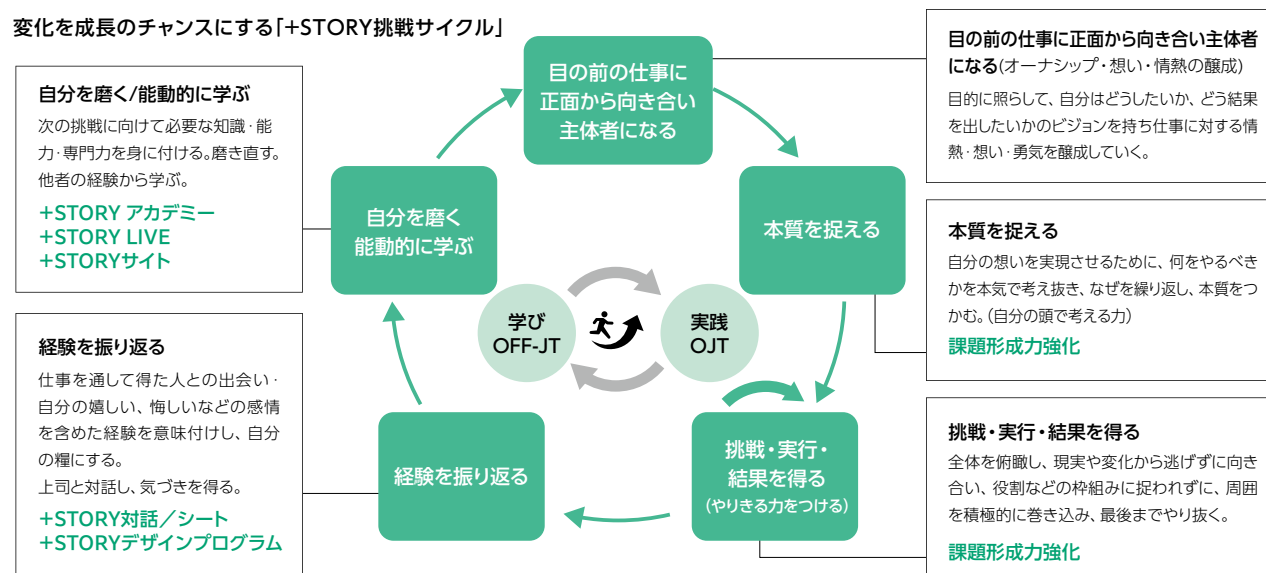 変化を成長のチャンスにする「+STORY挑戦サイクル」
自分を磨く/能動的に学ぶ
次の挑戦に向けて必要な知識・能
力・専門力を身に付ける。磨き直す。
他者の経験から学ぶ。
+STORY アカデミー
+STORY LIVE
+STORYサイト
経験を振り返る
仕事を通して得た人との出会い・
自分の嬉しい、悔しいなどの感情
を含めた経験を意味付けし、自分
の糧にする。
上司と対話し、気づきを得る。
+STORY対話／シート
+STORYデザインプログラム
目の前の仕事に
正面から向き合い
主体者になる
本質を捉える
挑戦・実行・
結果を得る
(やりきる力をつける)
経験を振り返る
自分を磨く
能動的に学ぶ
学び
OFF-JT
実践
OJT
目の前の仕事に正面から向き合い主体者
になる(オーナシップ・想い・情熱の醸成)
目的に照らして、自分はどうしたいか、どう結果
を出したいかのビジョンを持ち仕事に対する情
熱・想い・勇気を醸成していく。
本質を捉える
自分の想いを実現させるために、何をやるべき
かを本気で考え抜き、なぜを繰り返し、本質をつ
かむ。(自分の頭で考える力)
課題形成力強化
挑戦・実行・結果を得る
全体を俯瞰し、現実や変化から逃げずに向き
合い、役割などの枠組みに捉われずに、周囲
を積極的に巻き込み、最後までやり抜く。
課題形成力強化